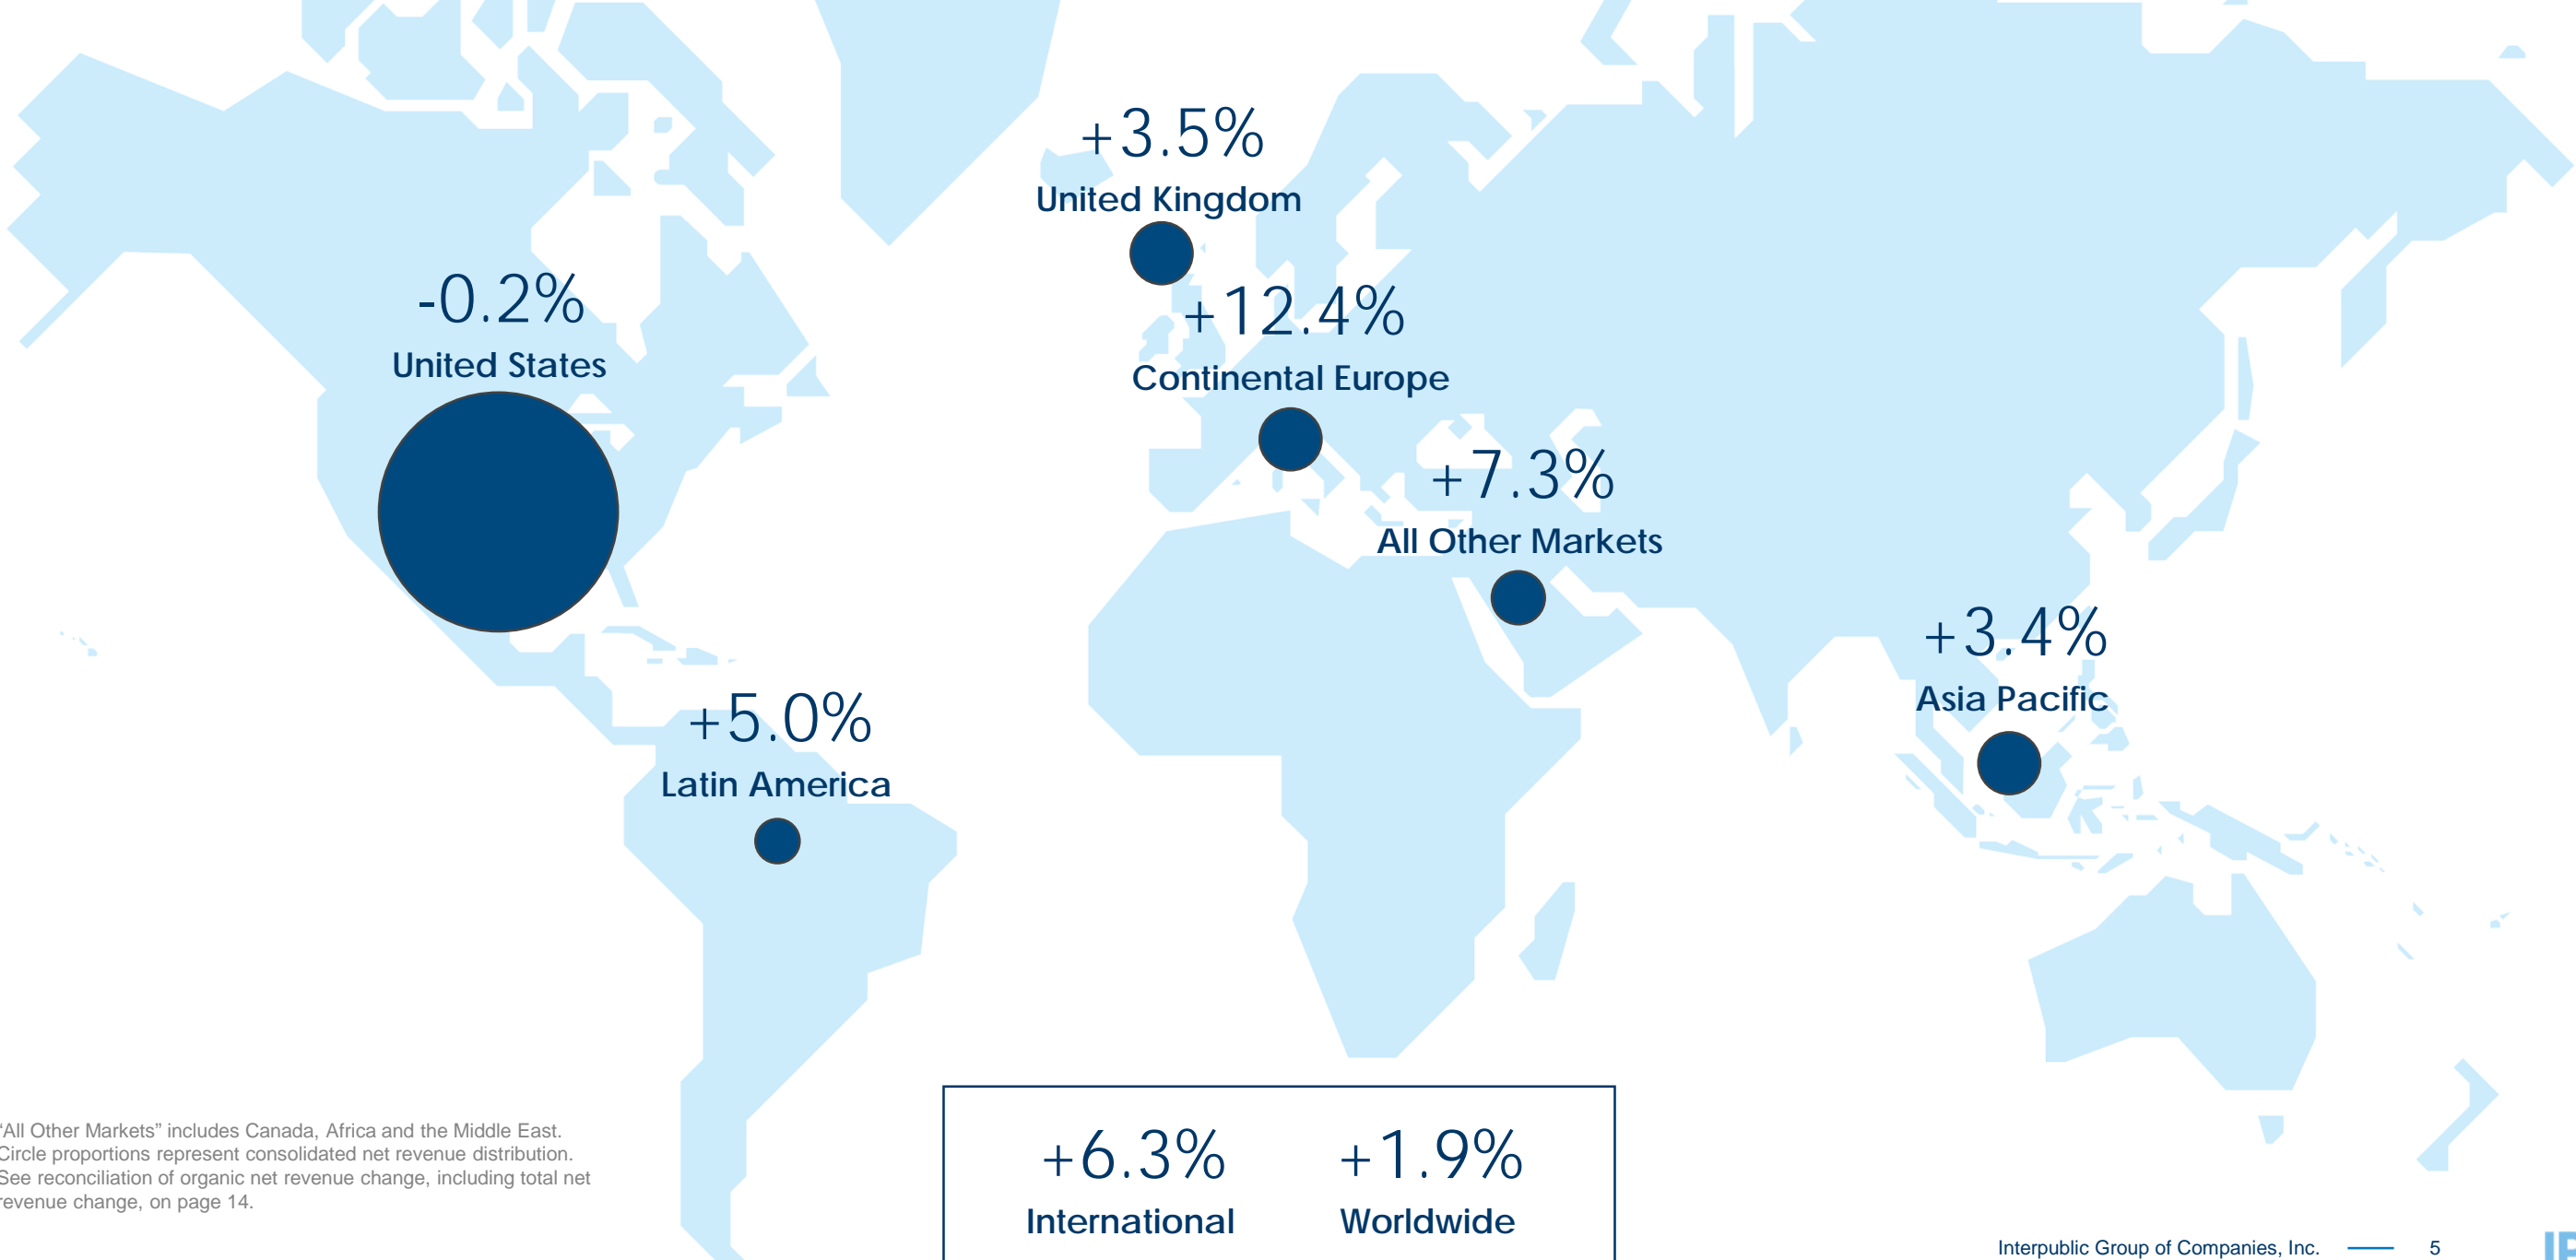 +3.5%
United Kingdom
-0.2%
United States
+12.4%
Continental Europe
+7.3%
All Other Markets
+3.4%
Asia Pacific
+5.0%
Latin America
“All Other Markets” includes Canada, Africa and the Middle East.
Circle proportions represent consolidated net revenue distribution.
See reconciliation of organic net revenue change, including total net
revenue change, on page 14.
+6.3% +1.9%
International Worldwide
Interpublic Group of Companies, Inc. 5